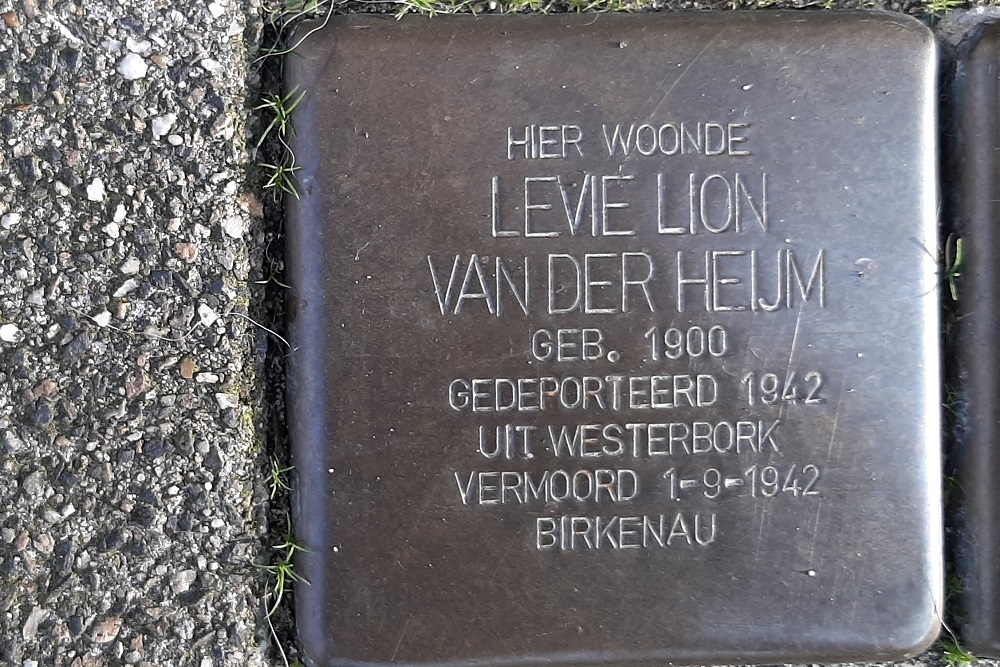 HIER WOONDE
LEVIE LION
VAN DER HEIJM
GEB. 1900
GEDEPORTEERD 1942
UIT WESTERBORK
VERMOORD 1-9-1942
BIRKENAU